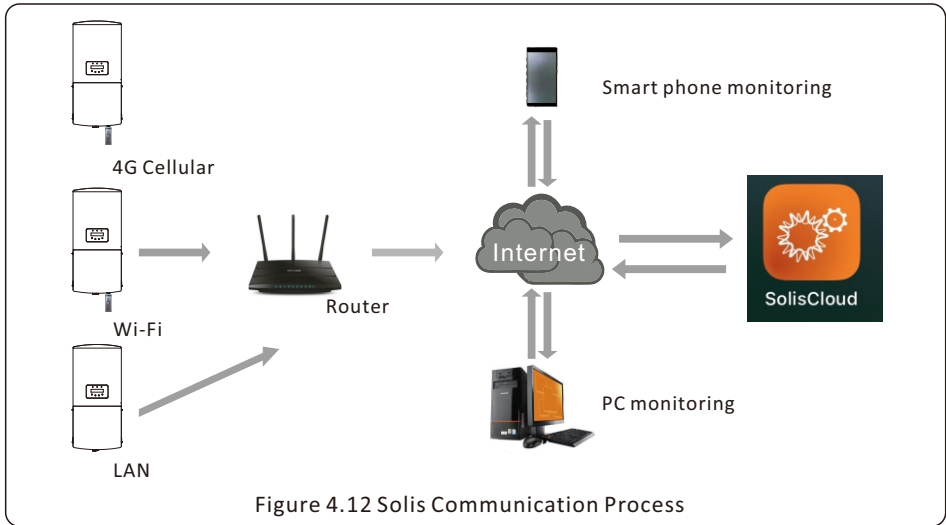 Smart phone monitoring
4G Cellular
Internet
SolisCloud
Router
Wi-Fi
PC monitoring
LAN
Figure 4.12 Solis Communication Process